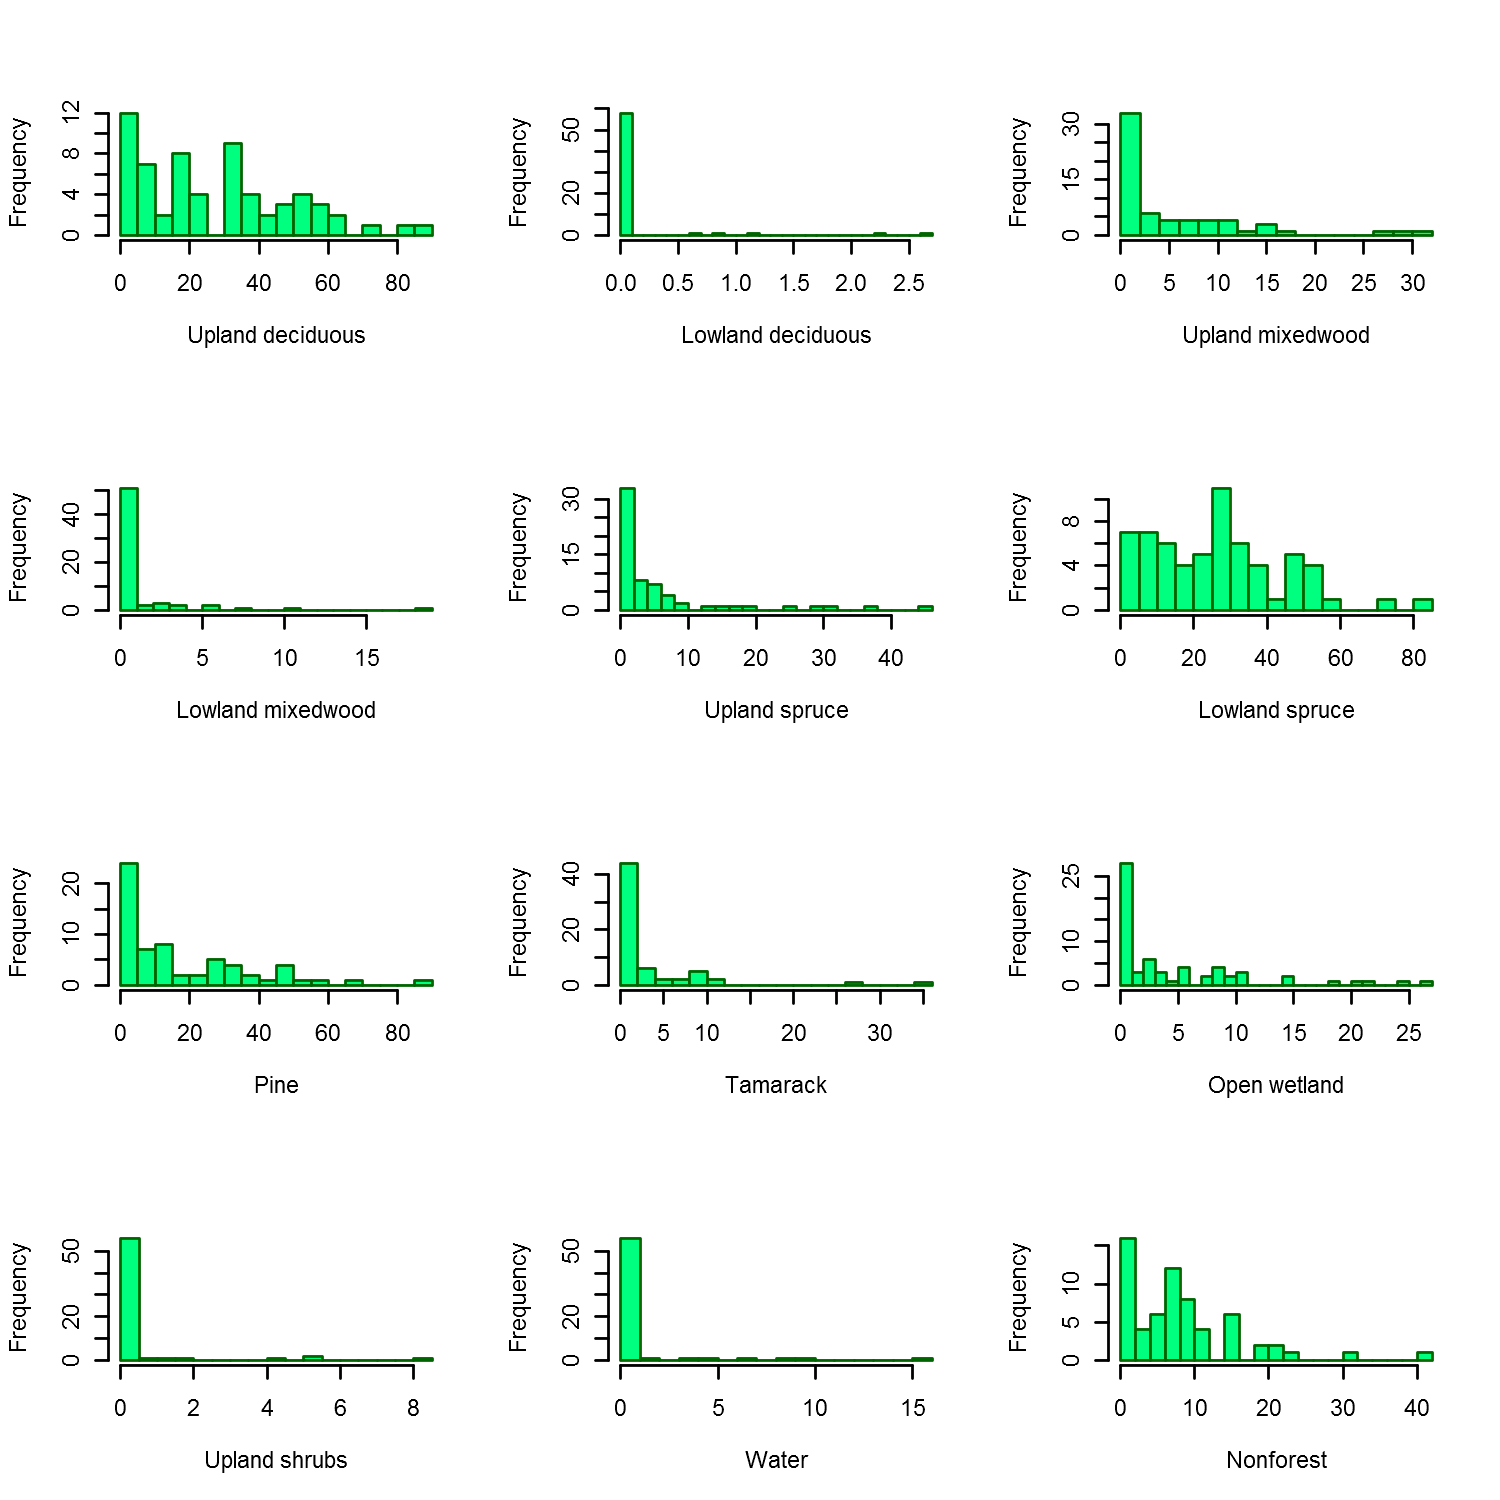 Frequency
12
8
4
0
0 20 40 60 80
Upland deciduous
Frequency
50
20
0
0.0 0.5 1.0 1.5 2.0 2.5
Lowland deciduous
Frequency
30
15
0
0 5 10 15 20 25 30
Upland mixedwood
Frequency
40
20
0
0 5 10 15
Lowland mixedwood
Frequency
30
15
0
0 10 20 30 40
Upland spruce
Frequency
8
4
0
0 20 40 60 80
Lowland spruce
Frequency
20
10
0
0 20 40 60 80
Pine
Frequency
40
20
0
0 5 10 20 30
Tamarack
Frequency
25
10
0
0 5 10 15 20 25
Open wetland
Frequency
50
20
0
0 2 4 6 8
Upland shrubs
Frequency
50
20
0
0 5 10 15
Water
Frequency
10
5
0
0 10 20 30 40
Nonforest